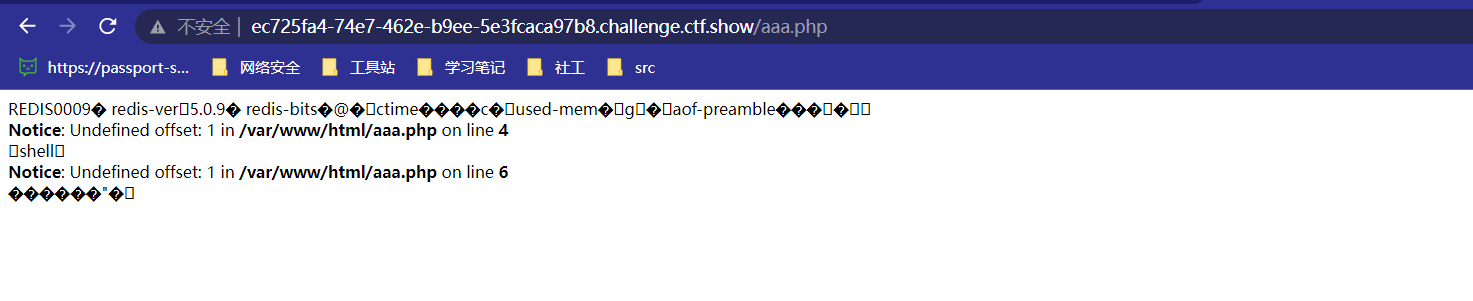 不安全 | ec725fa4-74e7-462e-b9ee-5e3fcaca97b8.challenge.ctf.show/aaa.php
https://passport-s... 网络安全 工具站 学习笔记 社工 src
REDIS0009� redis-ver▯5.0.9� redis-bits�@�▯ctime����c�▯used-mem�▯g▯�▯aof-preamble���▯�▯▯
Notice: Undefined offset: 1 in /var/www/html/aaa.php on line 4
▯shell▯
Notice: Undefined offset: 1 in /var/www/html/aaa.php on line 6
������"�▯